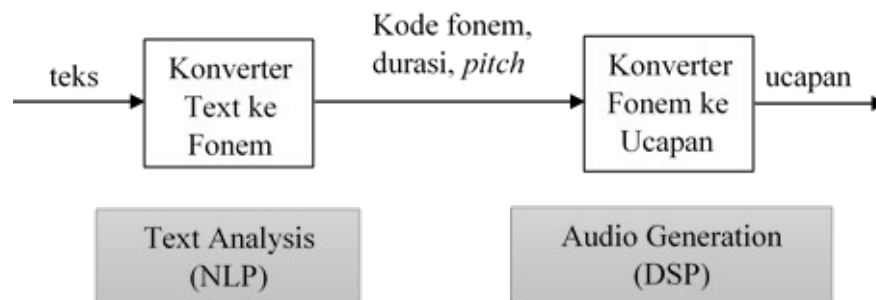 teks
Konverter
Text ke
Fonem
Kode fonem,
durasi, pitch
Konverter
Fonem ke
Ucapan
ucapan
Text Analysis
(NLP)
Audio Generation
(DSP)